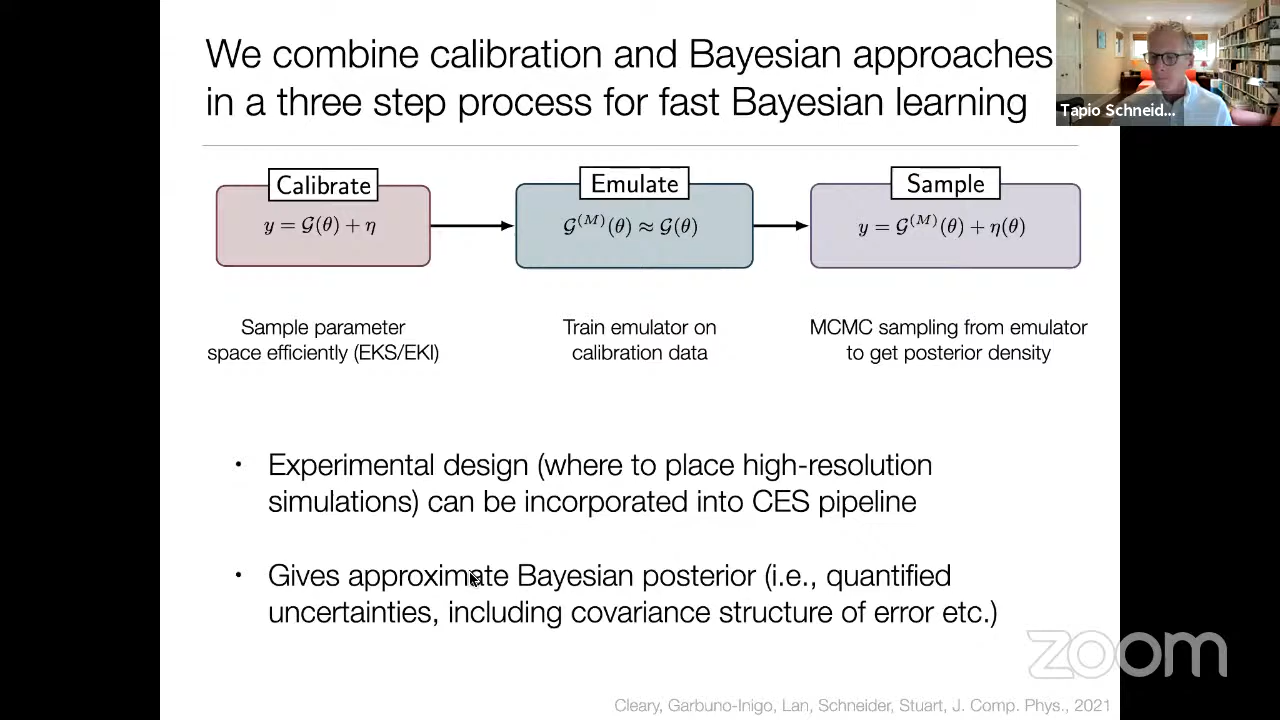 We combine calibration and Bayesian approaches
in a three step process for fast Bayesian learning
Tapio Schneid...
Calibrate
y = 𝒢(θ) + η
Emulate
𝒢^(M)(θ) ≈ 𝒢(θ)
Sample
y = 𝒢^(M)(θ) + η(θ)
Sample parameter
space efficiently (EKS/EKI)
Train emulator on
calibration data
MCMC sampling from emulator
to get posterior density
• Experimental design (where to place high-resolution
simulations) can be incorporated into CES pipeline
• Gives approximate Bayesian posterior (i.e., quantified
uncertainties, including covariance structure of error etc.)
zoom
Cleary, Garbuno-Inigo, Lan, Schneider, Stuart, J. Comp. Phys., 2021